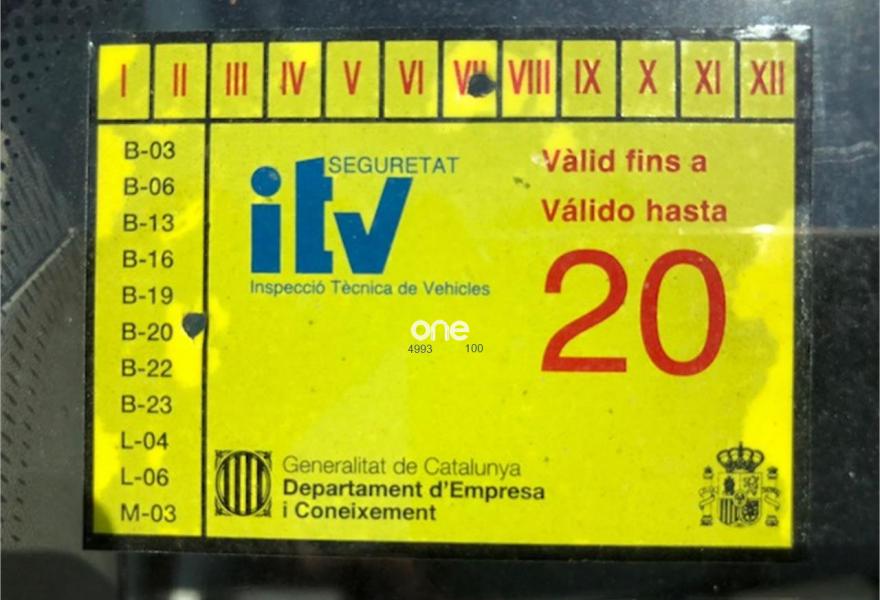 I II III IV V VI VII VIII IX X XI XII
B-03
B-06
B-13
B-16
B-19
B-20
B-22
B-23
L-04
L-06
M-03
SEGURETAT
itv
Inspecció Tècnica de Vehicles
Vàlid fins a
Válido hasta
20
one
4993 100
Generalitat de Catalunya
Departament d'Empresa
i Coneixement